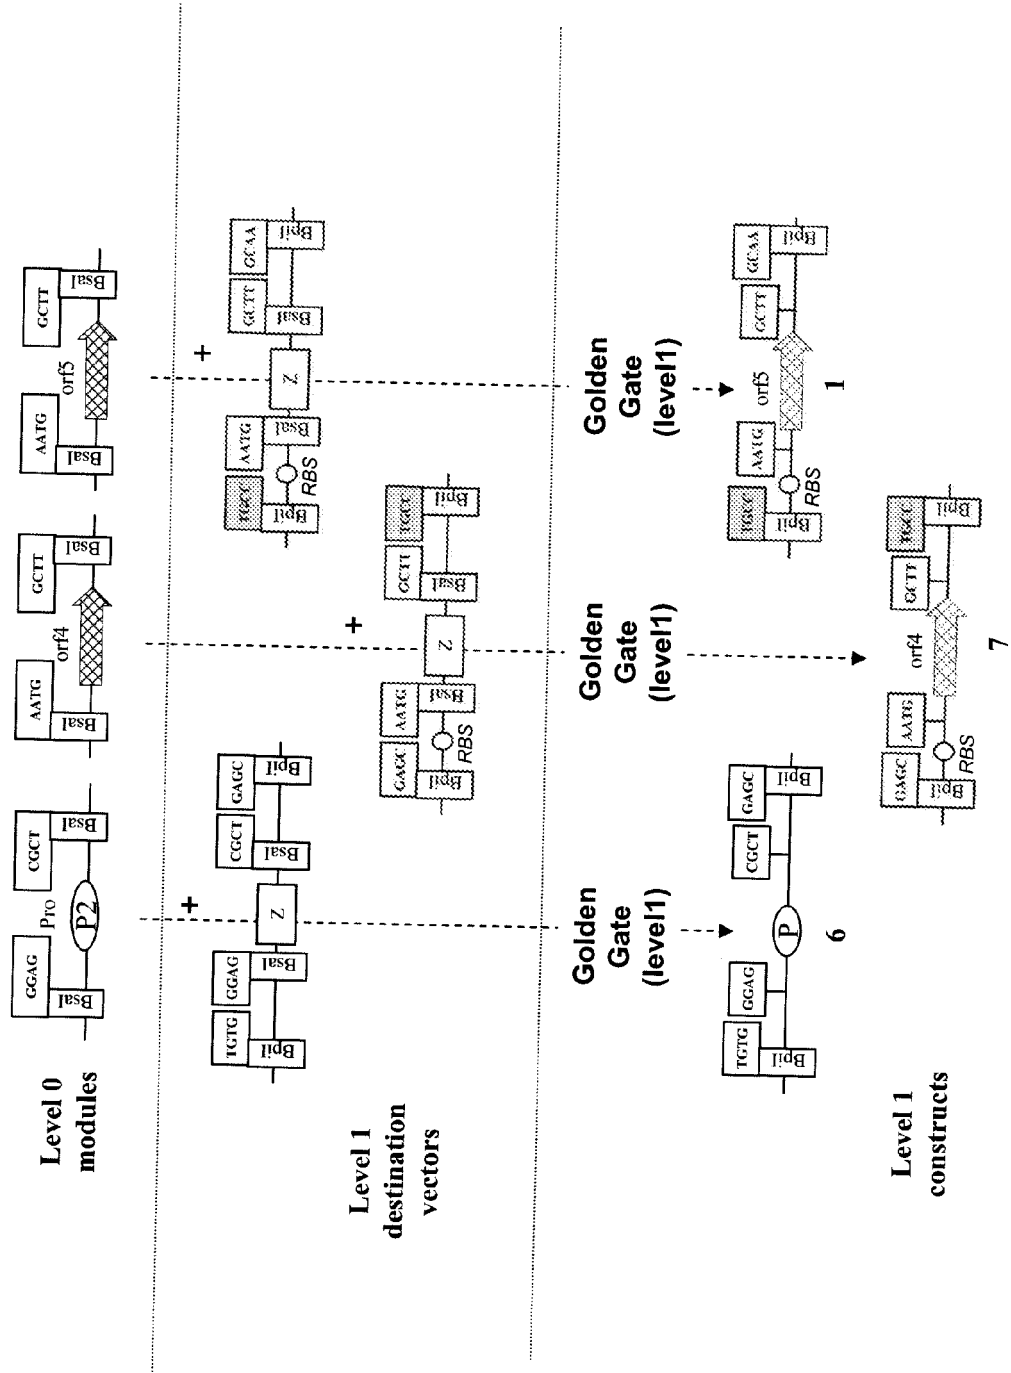 Level 0
modules
GGAG
Pro
CGCT
BsaI
P2
BsaI
AATG
orf4
GCTT
BsaI
BsaI
AATG
orf5
GCTT
BsaI
BsaI
Level 1
destination
vectors
+
TGTG
GGAG
CGCT
GAGC
BpiI
BsaI
Z
BsaI
BpiI
+
GAGC
AATG
GCTT
TGCC
BpiI
RBS
BsaI
Z
BsaI
BpiI
+
TGCC
AATG
GCTT
GCAA
BpiI
RBS
BsaI
Z
BsaI
BpiI
Golden
Gate
(level1)
Golden
Gate
(level1)
Golden
Gate
(level1)
Level 1
constructs
TGTG
GGAG
CGCT
GAGC
BpiI
P
BpiI
6
GAGC
AATG
orf4
GCTT
TGCC
BpiI
RBS
BpiI
7
TGCC
AATG
orf5
GCTT
GCAA
BpiI
RBS
BpiI
1